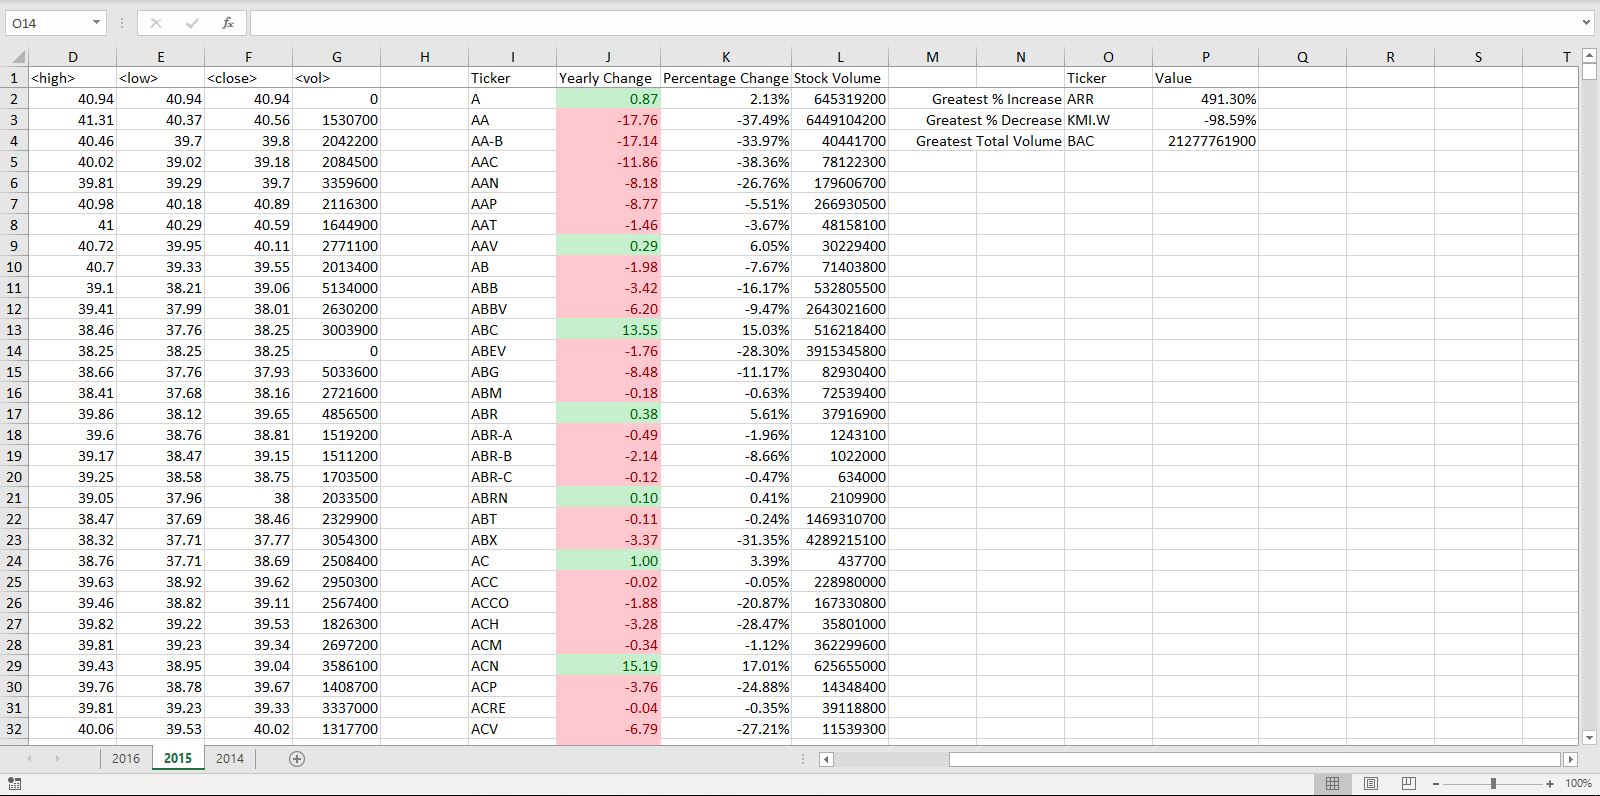 O14 fx
D E F G H I J K L M N O P Q R S T
1 <high> <low> <close> <vol> Ticker Yearly Change Percentage Change Stock Volume Ticker Value
2 40.94 40.94 40.94 0 A 0.87 2.13% 645319200 Greatest % Increase ARR 491.30%
3 41.31 40.37 40.56 1530700 AA -17.76 -37.49% 6449104200 Greatest % Decrease KMI.W -98.59%
4 40.46 39.7 39.8 2042200 AA-B -17.14 -33.97% 40441700 Greatest Total Volume BAC 21277761900
5 40.02 39.02 39.18 2084500 AAC -11.86 -38.36% 78122300
6 39.81 39.29 39.7 3359600 AAN -8.18 -26.76% 179606700
7 40.98 40.18 40.89 2116300 AAP -8.77 -5.51% 266930500
8 41 40.29 40.59 1644900 AAT -1.46 -3.67% 48158100
9 40.72 39.95 40.11 2771100 AAV 0.29 6.05% 30229400
10 40.7 39.33 39.55 2013400 AB -1.98 -7.67% 71403800
11 39.1 38.21 39.06 5134000 ABB -3.42 -16.17% 532805500
12 39.41 37.99 38.01 2630200 ABBV -6.20 -9.47% 2643021600
13 38.46 37.76 38.25 3003900 ABC 13.55 15.03% 516218400
14 38.25 38.25 38.25 0 ABEV -1.76 -28.30% 3915345800
15 38.66 37.76 37.93 5033600 ABG -8.48 -11.17% 82930400
16 38.41 37.68 38.16 2721600 ABM -0.18 -0.63% 72539400
17 39.86 38.12 39.65 4856500 ABR 0.38 5.61% 37916900
18 39.6 38.76 38.81 1519200 ABR-A -0.49 -1.96% 1243100
19 39.17 38.47 39.15 1511200 ABR-B -2.14 -8.66% 1022000
20 39.25 38.58 38.75 1703500 ABR-C -0.12 -0.47% 634000
21 39.05 37.96 38 2033500 ABRN 0.10 0.41% 2109900
22 38.47 37.69 38.46 2329900 ABT -0.11 -0.24% 1469310700
23 38.32 37.71 37.77 3054300 ABX -3.37 -31.35% 4289215100
24 38.76 37.71 38.69 2508400 AC 1.00 3.39% 437700
25 39.63 38.92 39.62 2950300 ACC -0.02 -0.05% 228980000
26 39.46 38.82 39.11 2567400 ACCO -1.88 -20.87% 167330800
27 39.82 39.22 39.53 1826300 ACH -3.28 -28.47% 35801000
28 39.81 39.23 39.34 2697200 ACM -0.34 -1.12% 362299600
29 39.43 38.95 39.04 3586100 ACN 15.19 17.01% 625655000
30 39.76 38.78 39.67 1408700 ACP -3.76 -24.88% 14348400
31 39.81 39.23 39.33 3337000 ACRE -0.04 -0.35% 39118800
32 40.06 39.53 40.02 1317700 ACV -6.79 -27.21% 11539300
2016 2015 2014
100%